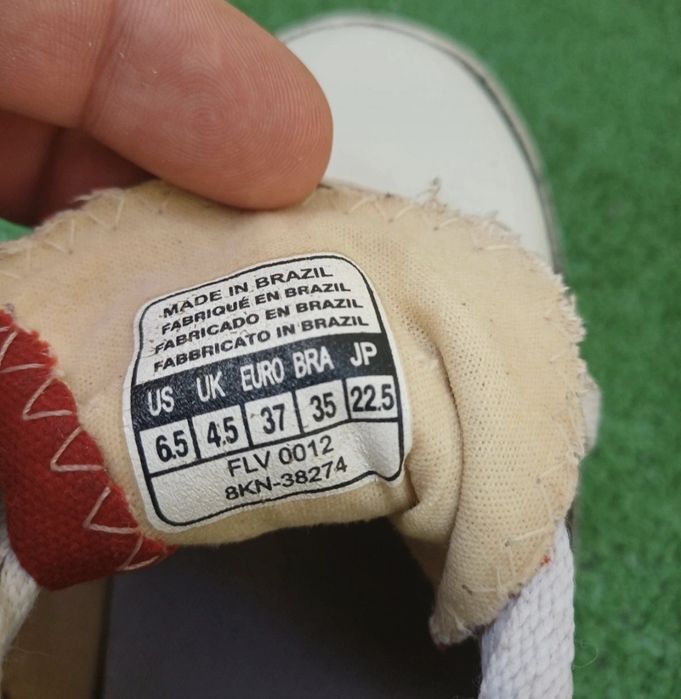 MADE IN BRAZIL
FABRIQUÉ EN BRAZIL
FABRICADO EN BRAZIL
FABBRICATO IN BRAZIL
US UK EURO BRA JP
6.5 4.5 37 35 22.5
FLV 0012
8KN-38274